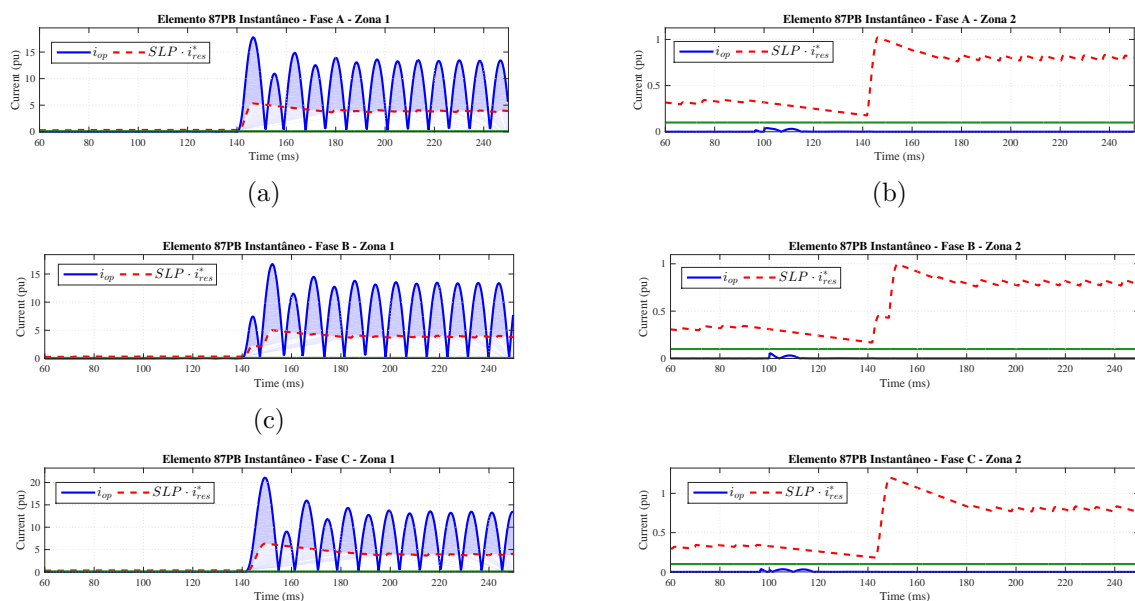 Elemento 87PB Instantâneo - Fase A - Zona 1
Current (pu)
15
10
5
0
i_op SLP · i*_res
60 80 100 120 140 160 180 200 220 240
Time (ms)
(a)
Elemento 87PB Instantâneo - Fase A - Zona 2
Current (pu)
1
0.5
0
i_op SLP · i*_res
60 80 100 120 140 160 180 200 220 240
Time (ms)
(b)
Elemento 87PB Instantâneo - Fase B - Zona 1
Current (pu)
15
10
5
0
i_op SLP · i*_res
60 80 100 120 140 160 180 200 220 240
Time (ms)
(c)
Elemento 87PB Instantâneo - Fase B - Zona 2
Current (pu)
1
0.5
0
i_op SLP · i*_res
60 80 100 120 140 160 180 200 220 240
Time (ms)
Elemento 87PB Instantâneo - Fase C - Zona 1
Current (pu)
20
15
10
5
0
i_op SLP · i*_res
60 80 100 120 140 160 180 200 220 240
Time (ms)
Elemento 87PB Instantâneo - Fase C - Zona 2
Current (pu)
1
0.5
0
i_op SLP · i*_res
60 80 100 120 140 160 180 200 220 240
Time (ms)